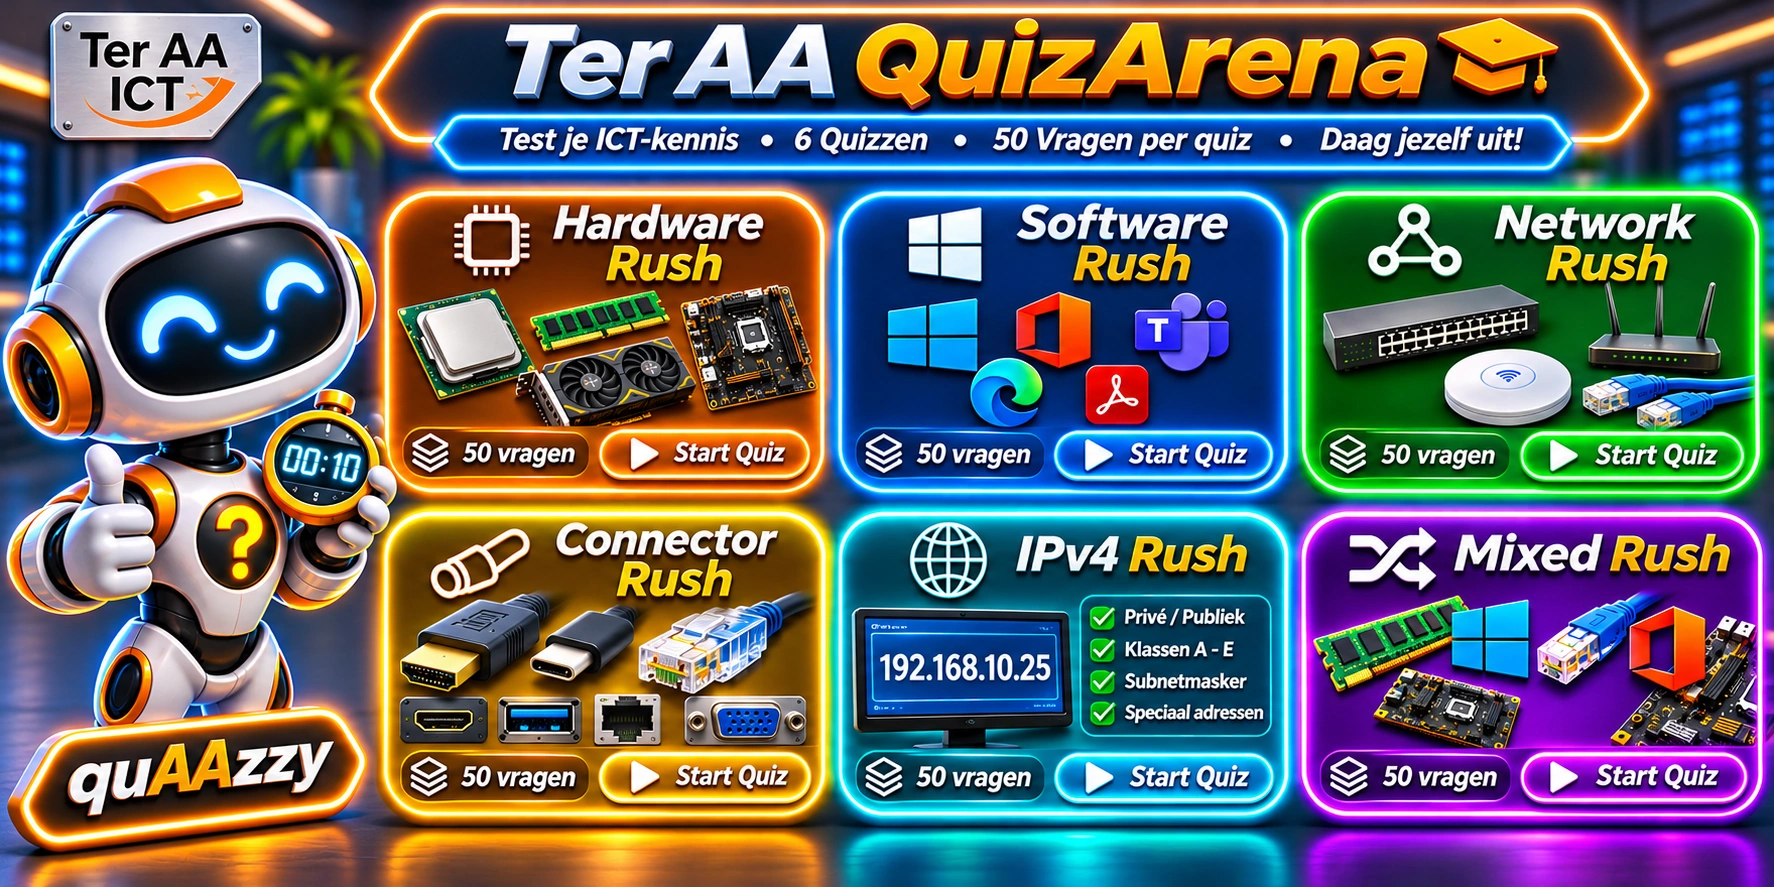 Ter AA
ICT
Ter AA QuizArena
Test je ICT-kennis • 6 Quizzen • 50 Vragen per quiz • Daag jezelf uit!
Hardware
Rush
50 vragen
Start Quiz
Software
Rush
T
50 vragen
Start Quiz
Network
Rush
50 vragen
Start Quiz
00:10
?
quAAzzy
Connector
Rush
50 vragen
Start Quiz
IPv4 Rush
192.168.10.25
Privé / Publiek
Klassen A - E
Subnetmasker
Speciaal adressen
50 vragen
Start Quiz
Mixed Rush
50 vragen
Start Quiz